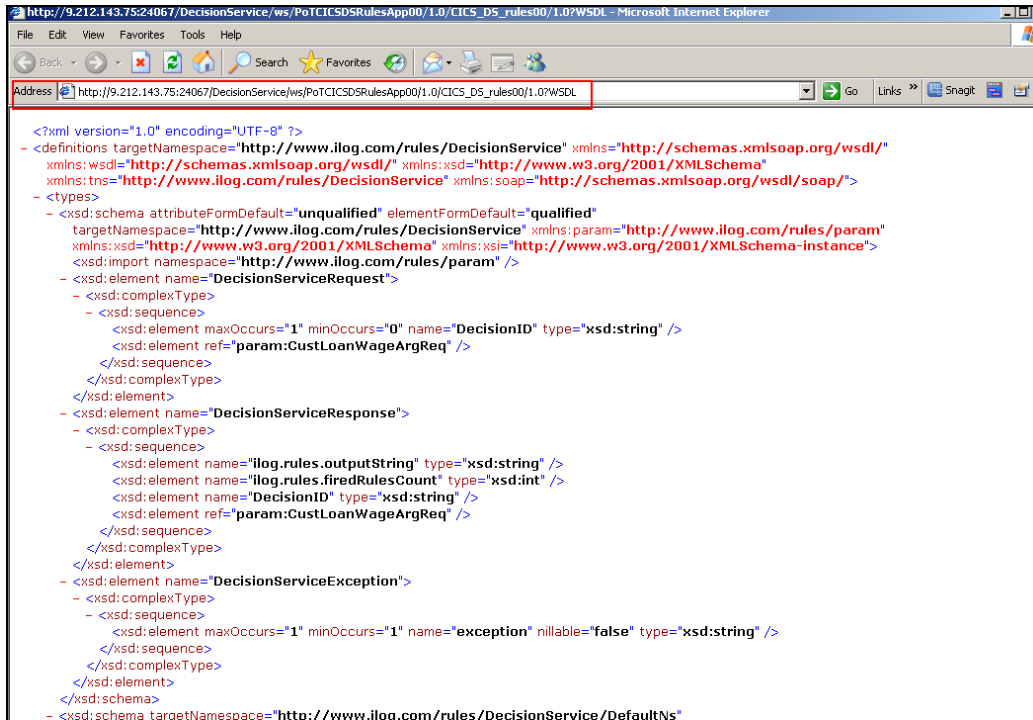 http://9.212.143.75:24067/DecisionService/ws/PoTCICSDSRulesApp00/1.0/CICS_DS_rules00/1.0?WSDL - Microsoft Internet Explorer
File Edit View Favorites Tools Help
Back Search Favorites
Address http://9.212.143.75:24067/DecisionService/ws/PoTCICSDSRulesApp00/1.0/CICS_DS_rules00/1.0?WSDL Go Links » Snagit
<?xml version="1.0" encoding="UTF-8" ?>
- <definitions targetNamespace="http://www.ilog.com/rules/DecisionService" xmlns="http://schemas.xmlsoap.org/wsdl/"
xmlns:wsdl="http://schemas.xmlsoap.org/wsdl/" xmlns:xsd="http://www.w3.org/2001/XMLSchema"
xmlns:tns="http://www.ilog.com/rules/DecisionService" xmlns:soap="http://schemas.xmlsoap.org/wsdl/soap/">
- <types>
- <xsd:schema attributeFormDefault="unqualified" elementFormDefault="qualified"
targetNamespace="http://www.ilog.com/rules/DecisionService" xmlns:param="http://www.ilog.com/rules/param"
xmlns:xsd="http://www.w3.org/2001/XMLSchema" xmlns:xsi="http://www.w3.org/2001/XMLSchema-instance">
<xsd:import namespace="http://www.ilog.com/rules/param" />
- <xsd:element name="DecisionServiceRequest">
- <xsd:complexType>
- <xsd:sequence>
<xsd:element maxOccurs="1" minOccurs="0" name="DecisionID" type="xsd:string" />
<xsd:element ref="param:CustLoanWageArgReq" />
</xsd:sequence>
</xsd:complexType>
</xsd:element>
- <xsd:element name="DecisionServiceResponse">
- <xsd:complexType>
- <xsd:sequence>
<xsd:element name="ilog.rules.outputString" type="xsd:string" />
<xsd:element name="ilog.rules.firedRulesCount" type="xsd:int" />
<xsd:element name="DecisionID" type="xsd:string" />
<xsd:element ref="param:CustLoanWageArgReq" />
</xsd:sequence>
</xsd:complexType>
</xsd:element>
- <xsd:element name="DecisionServiceException">
- <xsd:complexType>
- <xsd:sequence>
<xsd:element maxOccurs="1" minOccurs="1" name="exception" nillable="false" type="xsd:string" />
</xsd:sequence>
</xsd:complexType>
</xsd:element>
</xsd:schema>
- <xsd:schema targetNamespace="http://www.ilog.com/rules/DecisionService/DefaultNs"